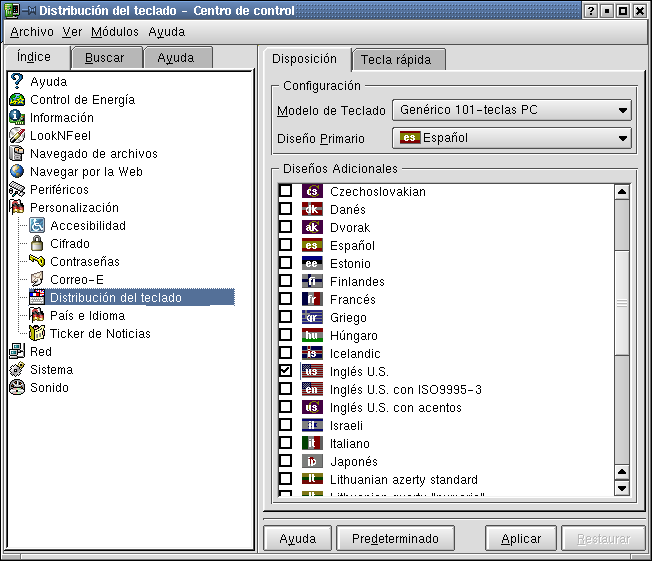 Distribución del teclado - Centro de control
Archivo Ver Módulos Ayuda
Índice Buscar Ayuda
Ayuda
Control de Energía
Información
LookNFeel
Navegado de archivos
Navegar por la Web
Periféricos
Personalización
Accesibilidad
Cifrado
Contraseñas
Correo-E
Distribución del teclado
País e Idioma
Ticker de Noticias
Red
Sistema
Sonido
Disposición Tecla rápida
Configuración
Modelo de Teclado Genérico 101-teclas PC
Diseño Primario es Español
Diseños Adicionales
cs Czechoslovakian
dk Danés
ak Dvorak
es Español
ee Estonio
fi Finlandes
fr Francés
gr Griego
hu Húngaro
is Icelandic
us Inglés U.S.
en Inglés U.S. con ISO9995-3
us Inglés U.S. con acentos
il Israeli
it Italiano
jp Japonés
lt Lithuanian azerty standard
lt Lithuanian qwerty "numeric"
Ayuda Predeterminado Aplicar Restaurar